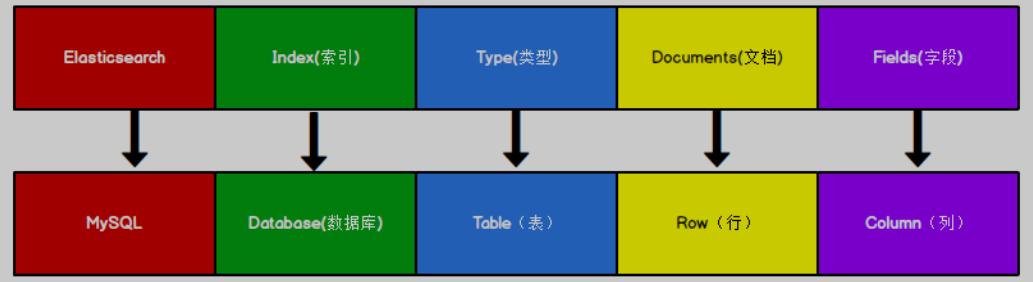 Elasticsearch
Index(索引)
Type(类型)
Documents(文档)
Fields(字段)
MySQL
Database(数据库)
Table（表）
Row（行）
Column（列）